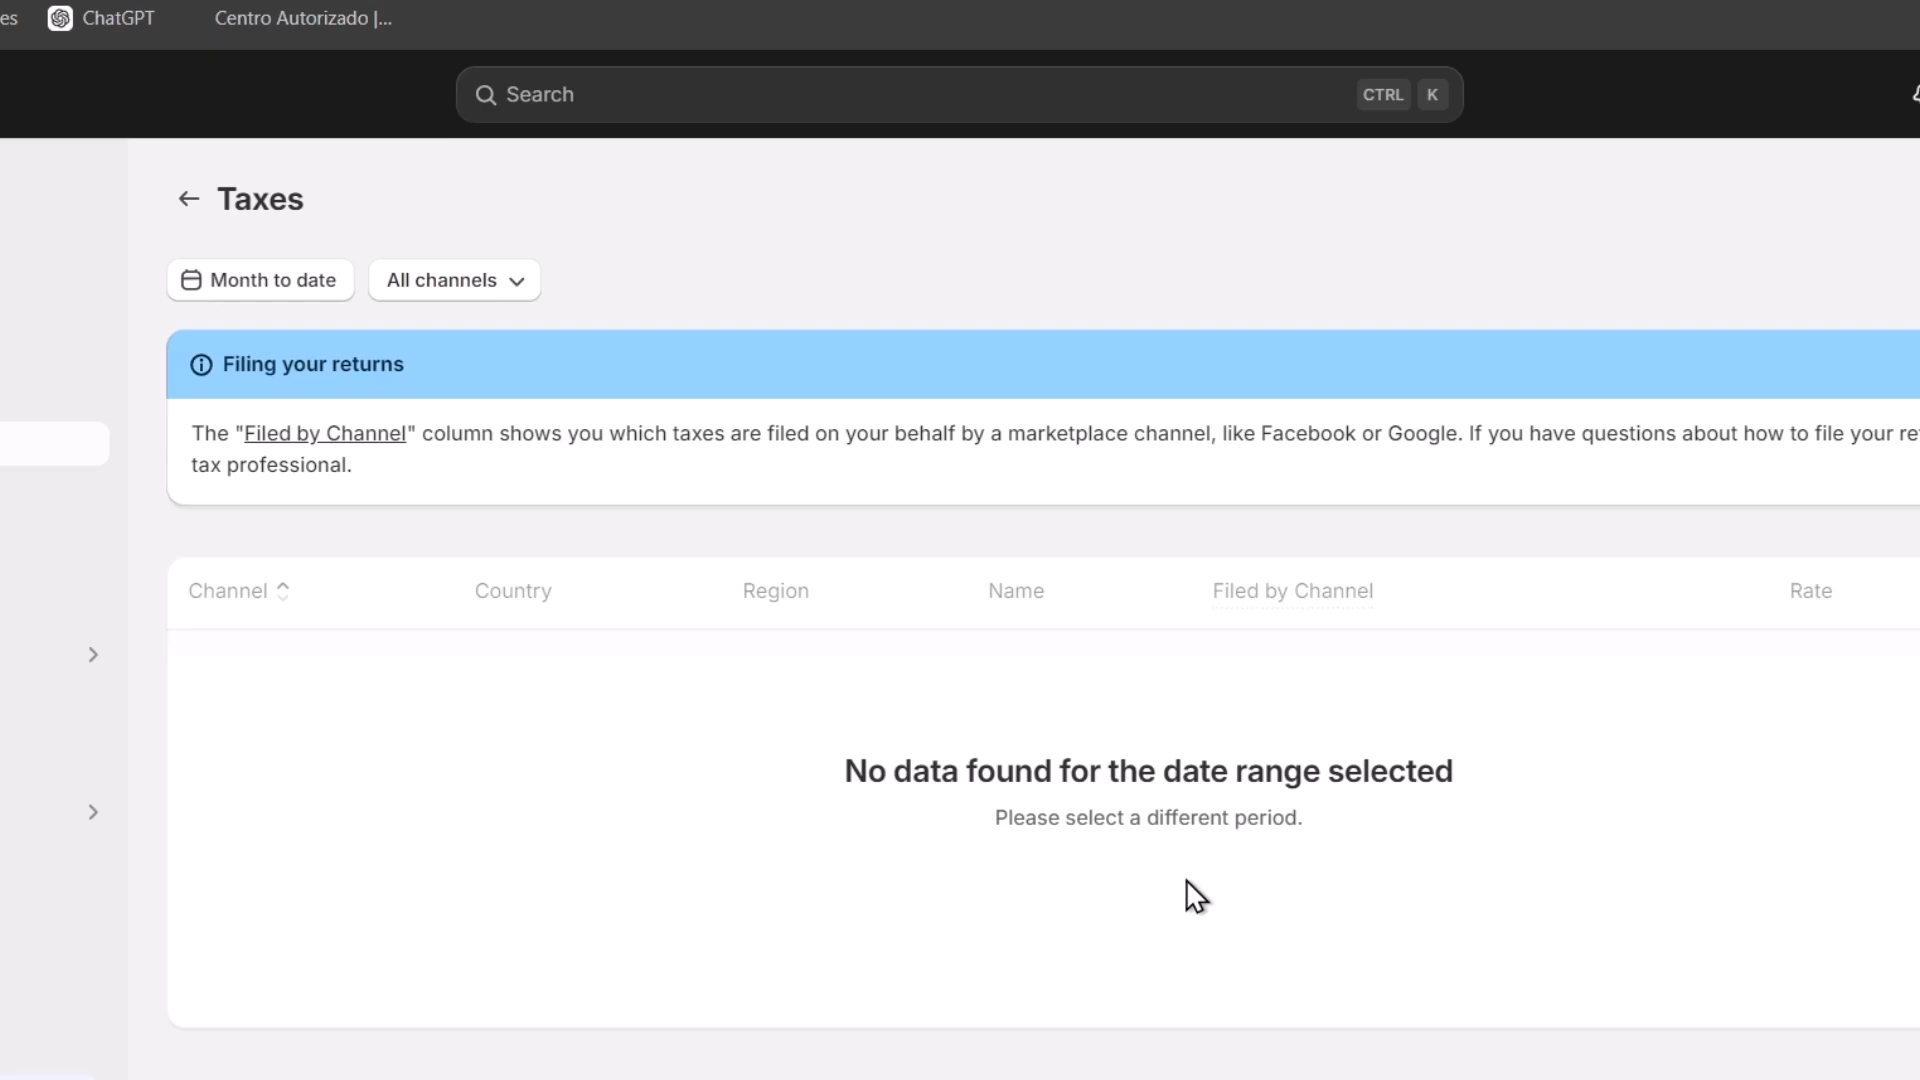 es ChatGPT Centro Autorizado |...
Search CTRL K
Taxes
Month to date All channels
Filing your returns
The "Filed by Channel" column shows you which taxes are filed on your behalf by a marketplace channel, like Facebook or Google. If you have questions about how to file your re
tax professional.
Channel Country Region Name Filed by Channel Rate
No data found for the date range selected
Please select a different period.